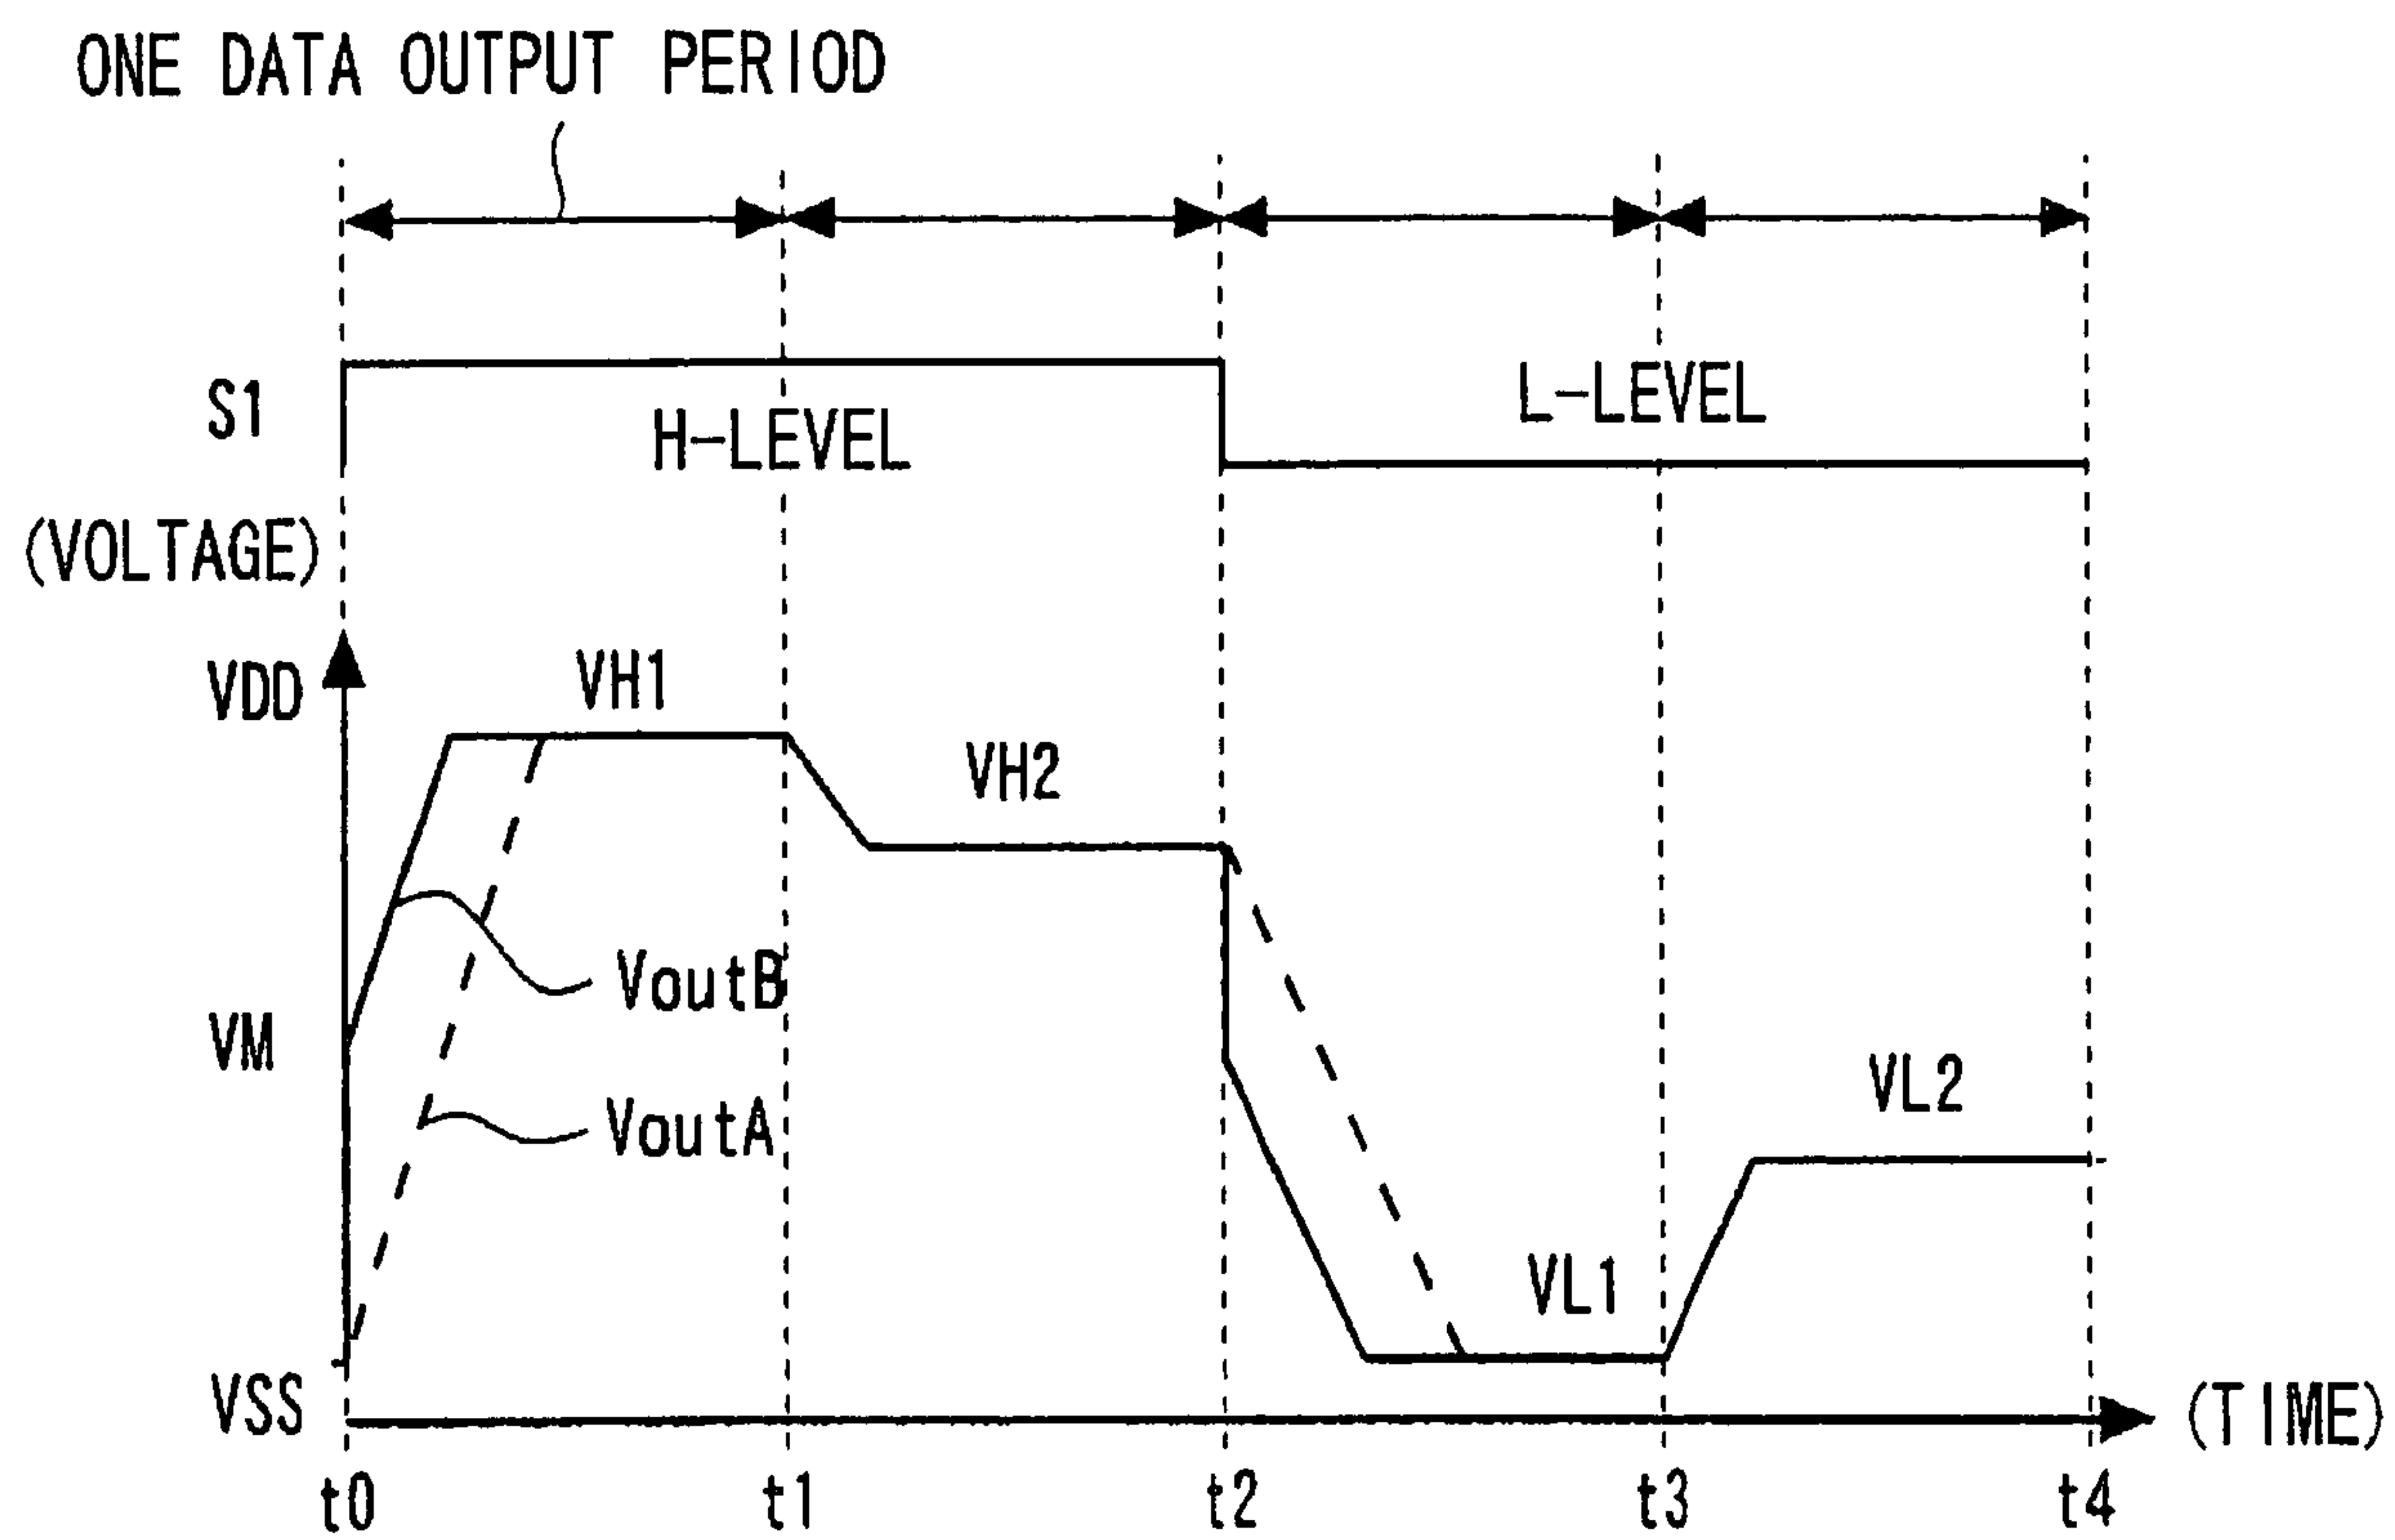 ONE DATA OUTPUT PERIOD
S1
H-LEVEL
L-LEVEL
(VOLTAGE)
VDD
VH1
VH2
VoutB
VM
VoutA
VL2
VL1
VSS
(TIME)
t0 t1 t2 t3 t4